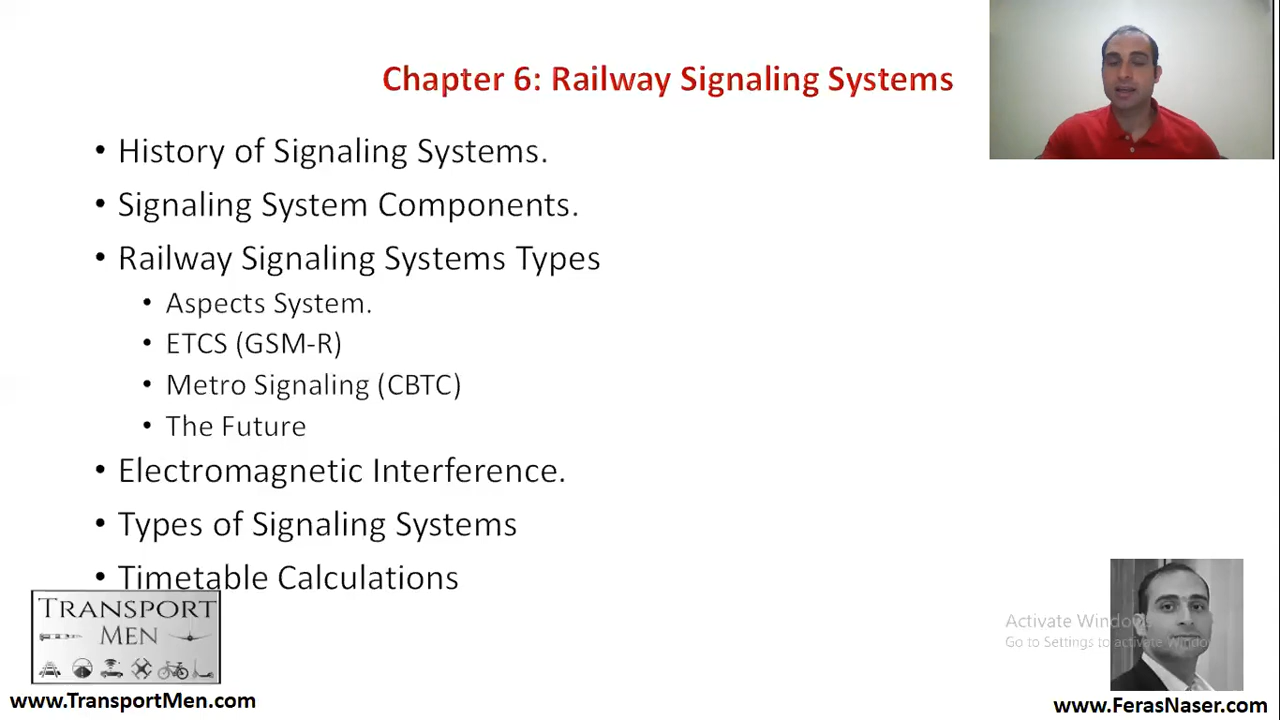 Chapter 6: Railway Signaling Systems
• History of Signaling Systems.
• Signaling System Components.
• Railway Signaling Systems Types
• Aspects System.
• ETCS (GSM-R)
• Metro Signaling (CBTC)
• The Future
• Electromagnetic Interference.
• Types of Signaling Systems
• Timetable Calculations
TRANSPORT
MEN
www.TransportMen.com
Activate Windows
Go to Settings to activate Windows
www.FerasNaser.com